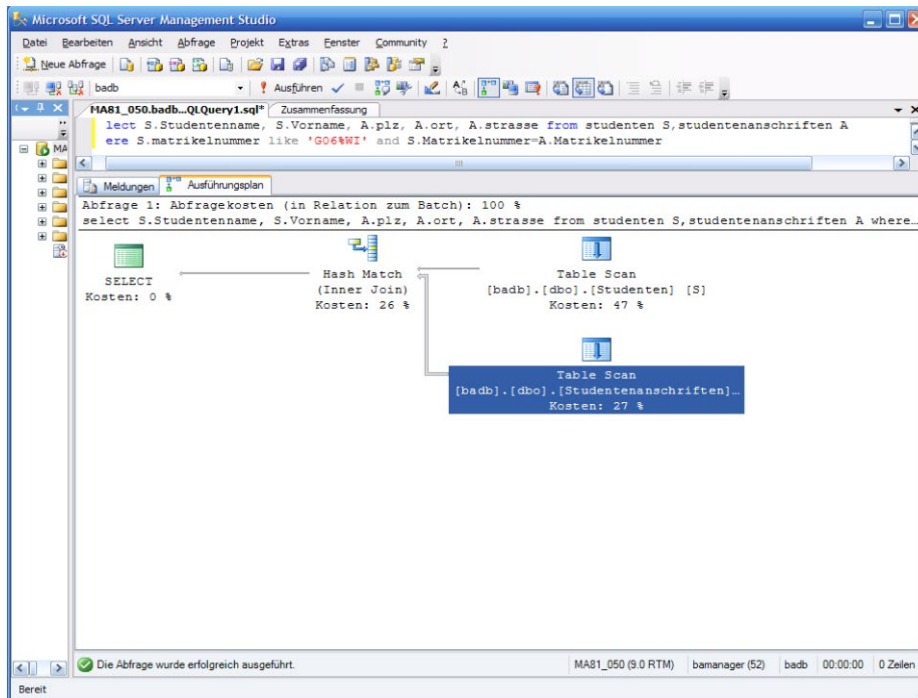 Microsoft SQL Server Management Studio
Datei Bearbeiten Ansicht Abfrage Projekt Extras Fenster Community ?
Neue Abfrage
badb Ausführen
MA81_050.badb...QLQuery1.sql* Zusammenfassung
lect S.Studentenname, S.Vorname, A.plz, A.ort, A.strasse from studenten S,studentenanschriften A
ere S.matrikelnummer like 'G06%WI' and S.Matrikelnummer=A.Matrikelnummer
MA
Meldungen Ausführungsplan
Abfrage 1: Abfragekosten (in Relation zum Batch): 100 %
select S.Studentenname, S.Vorname, A.plz, A.ort, A.strasse from studenten S,studentenanschriften A where...
SELECT
Kosten: 0 %
Hash Match
(Inner Join)
Kosten: 26 %
Table Scan
[badb].[dbo].[Studenten] [S]
Kosten: 47 %
Table Scan
[badb].[dbo].[Studentenanschriften]...
Kosten: 27 %
Die Abfrage wurde erfolgreich ausgeführt. MA81_050 (9.0 RTM) bamanager (52) badb 00:00:00 0 Zeilen
Bereit